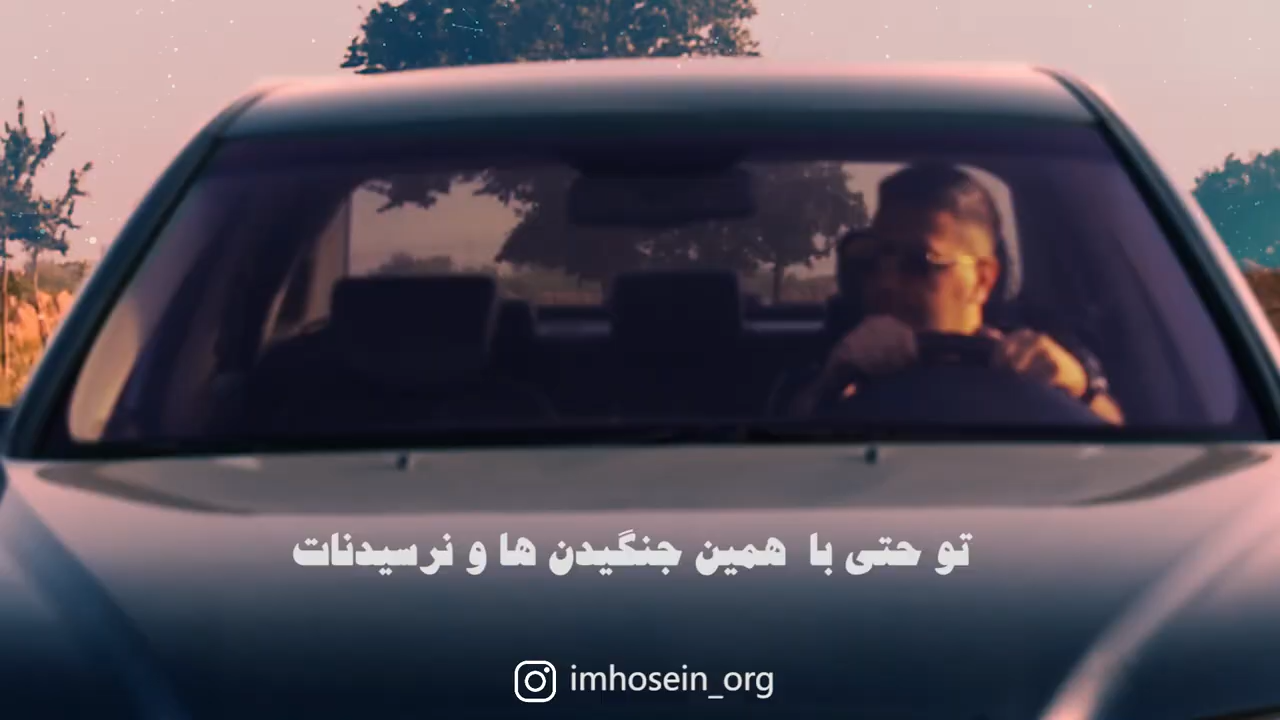 تو حتی با همین جنگیدن ها و نرسیدنات
imhosein_org